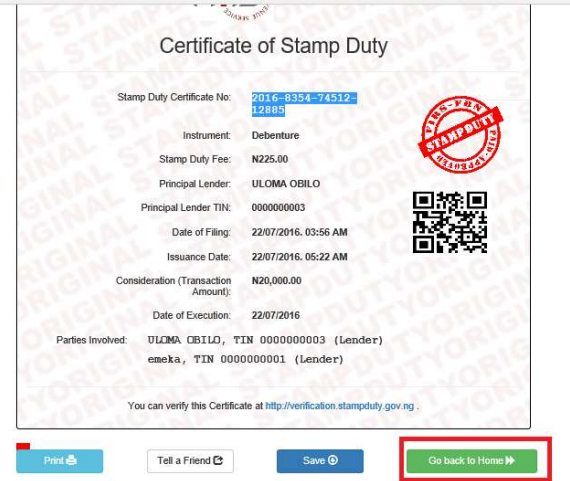 Certificate of Stamp Duty
Stamp Duty Certificate No: 2016-8354-74512-
12885
Instrument: Debenture
Stamp Duty Fee: N225.00
Principal Lender: ULOMA OBILO
Principal Lender TIN: 0000000003
Date of Filing: 22/07/2016. 03:56 AM
Issuance Date: 22/07/2016. 05:22 AM
Consideration (Transaction N20,000.00
Amount):
Date of Execution: 22/07/2016
Parties Involved: ULOMA OBILO, TIN 0000000003 (Lender)
emeka, TIN 0000000001 (Lender)
FIRS-FGN
STAMPDUTY
PAID-APPROVED
You can verify this Certificate at http://verification.stampduty.gov.ng .
Print
Tell a Friend
Save
Go back to Home